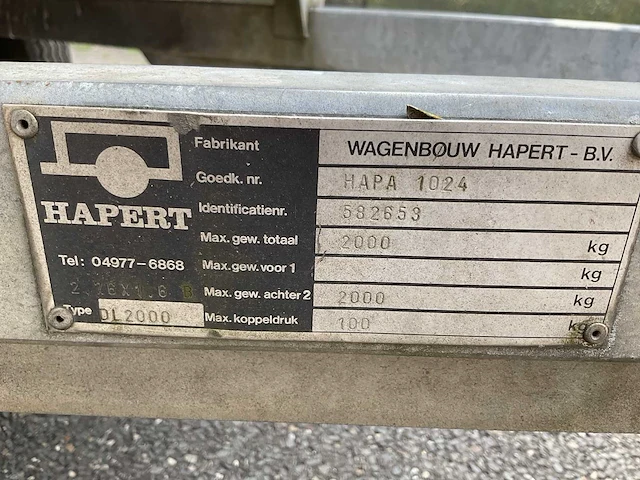 HAPERT
Tel: 04977-6868
Type DL2000
Fabrikant WAGENBOUW HAPERT - B.V.
Goedk. nr. HAPA 1024
Identificatienr. 582653
Max. gew. totaal 2000 kg
Max. gew. voor 1 kg
Max. gew. achter 2 2000 kg
Max. koppeldruk 100 kg